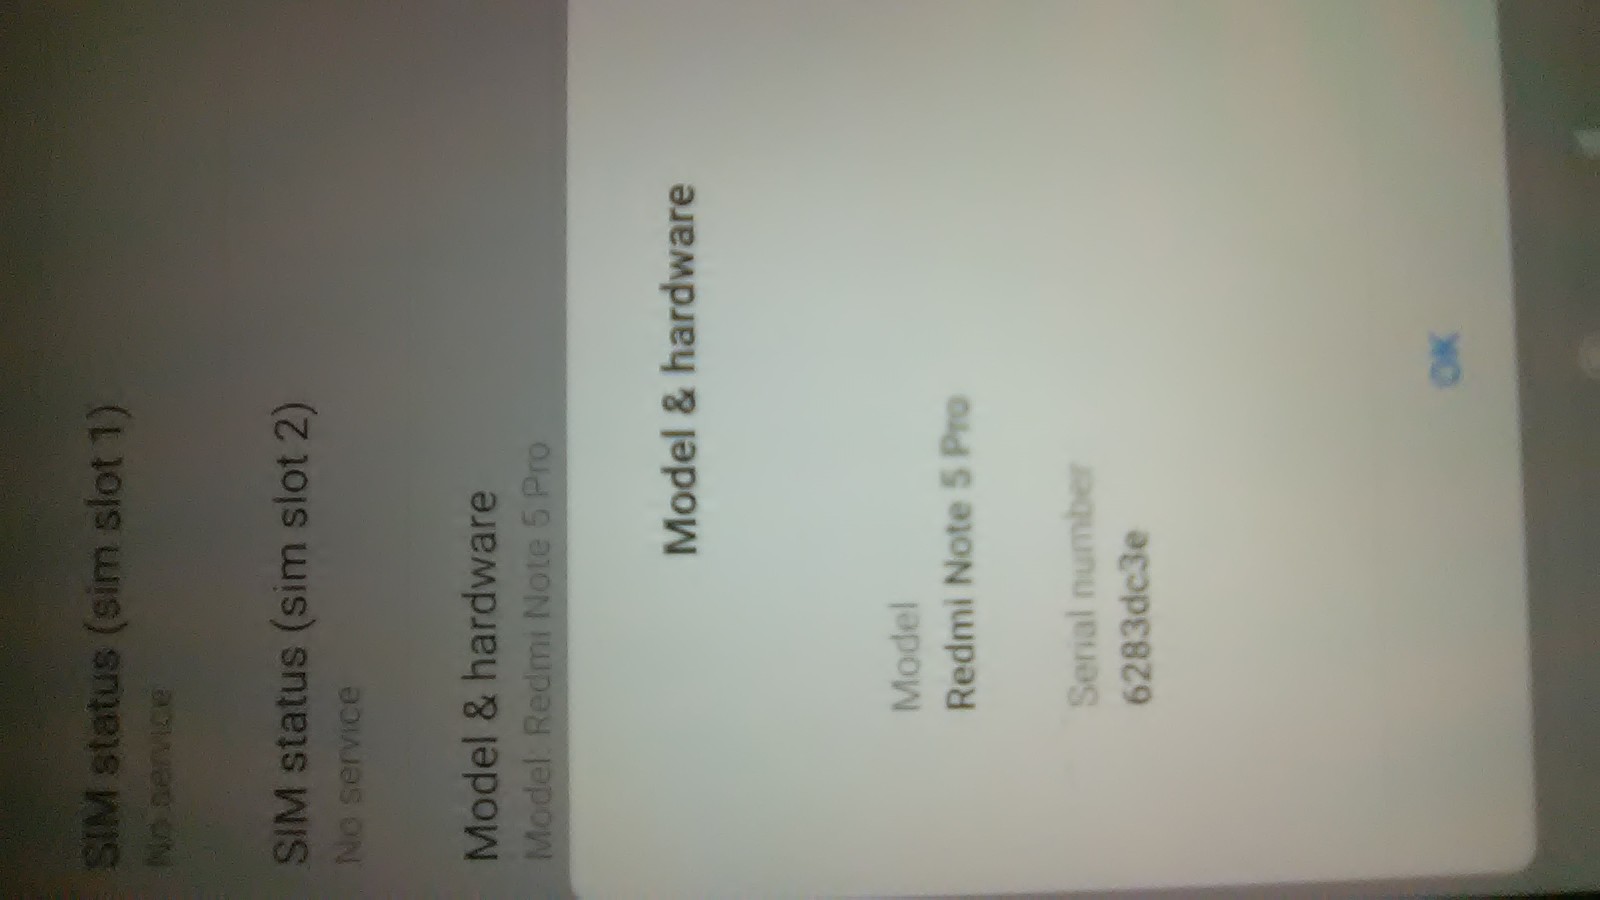 SIM status (sim slot 1)
No service
SIM status (sim slot 2)
No service
Model & hardware
Model: Redmi Note 5 Pro
Model & hardware
Model
Redmi Note 5 Pro
Serial number
6283dc3e
OK